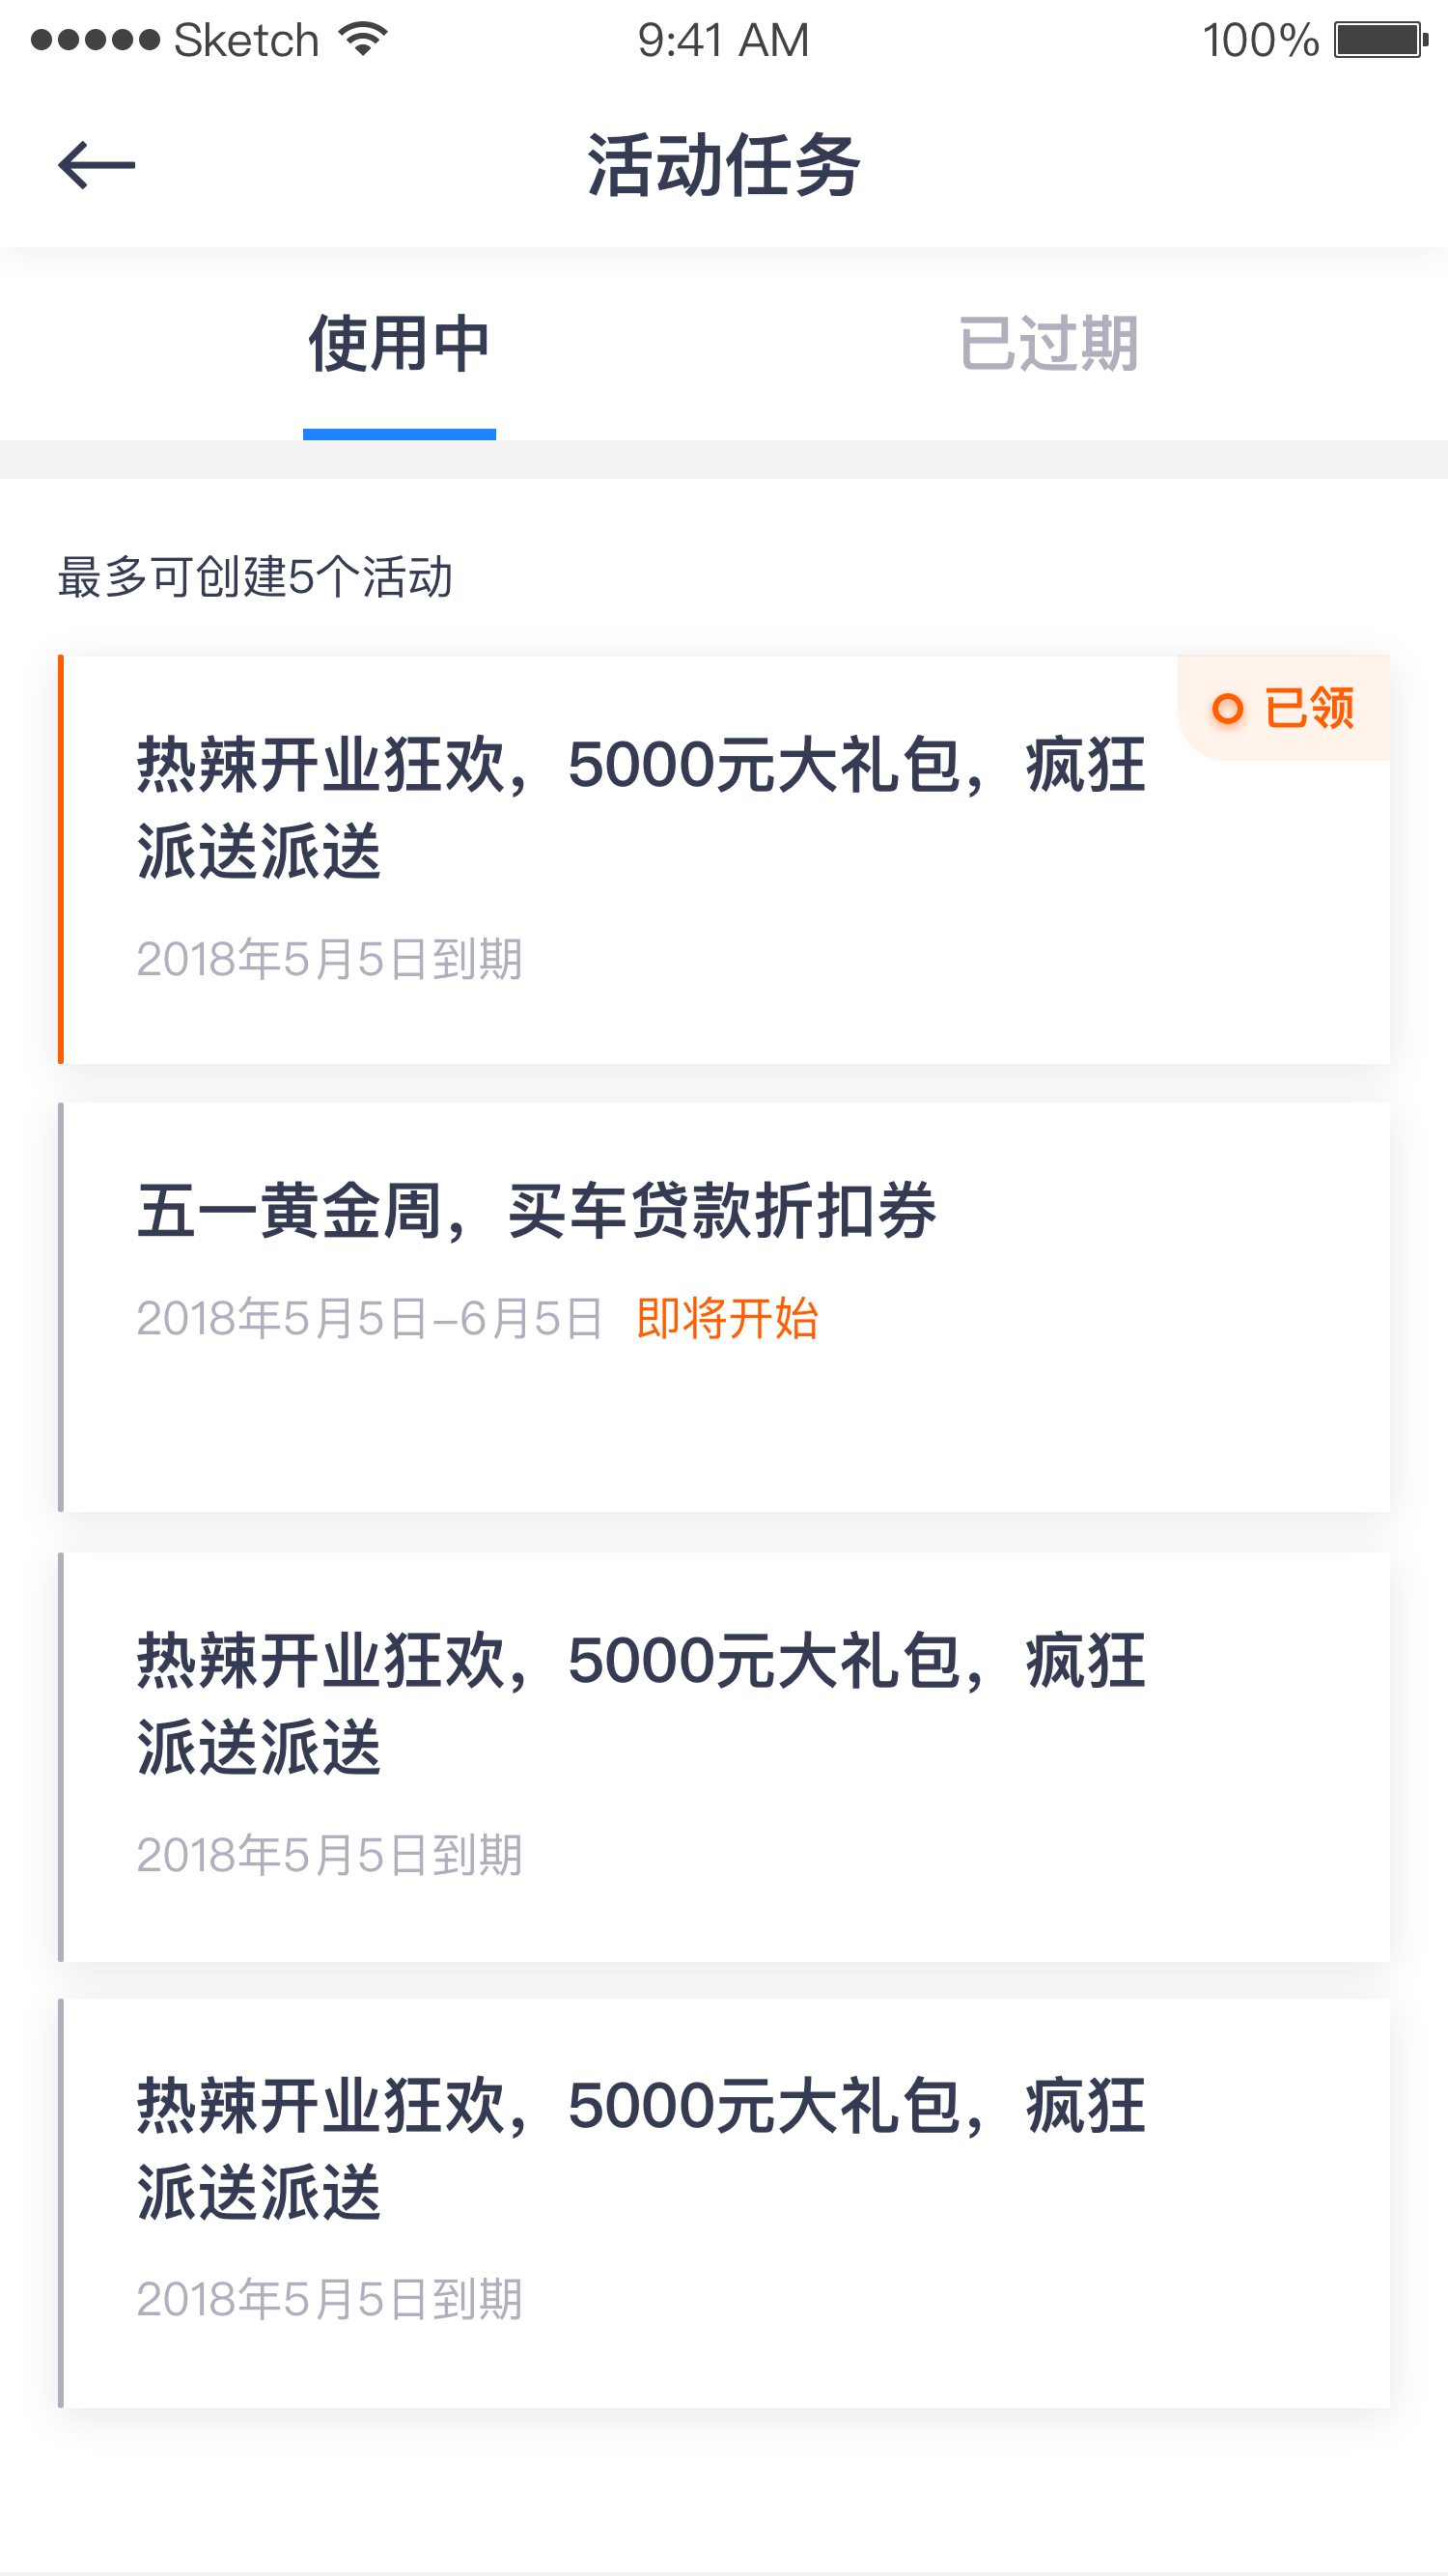 Sketch 9:41 AM 100%
活动任务
使用中 已过期
最多可创建5个活动
已领
热辣开业狂欢，5000元大礼包，疯狂
派送派送
2018年5月5日到期
五一黄金周，买车贷款折扣券
2018年5月5日–6月5日 即将开始
热辣开业狂欢，5000元大礼包，疯狂
派送派送
2018年5月5日到期
热辣开业狂欢，5000元大礼包，疯狂
派送派送
2018年5月5日到期